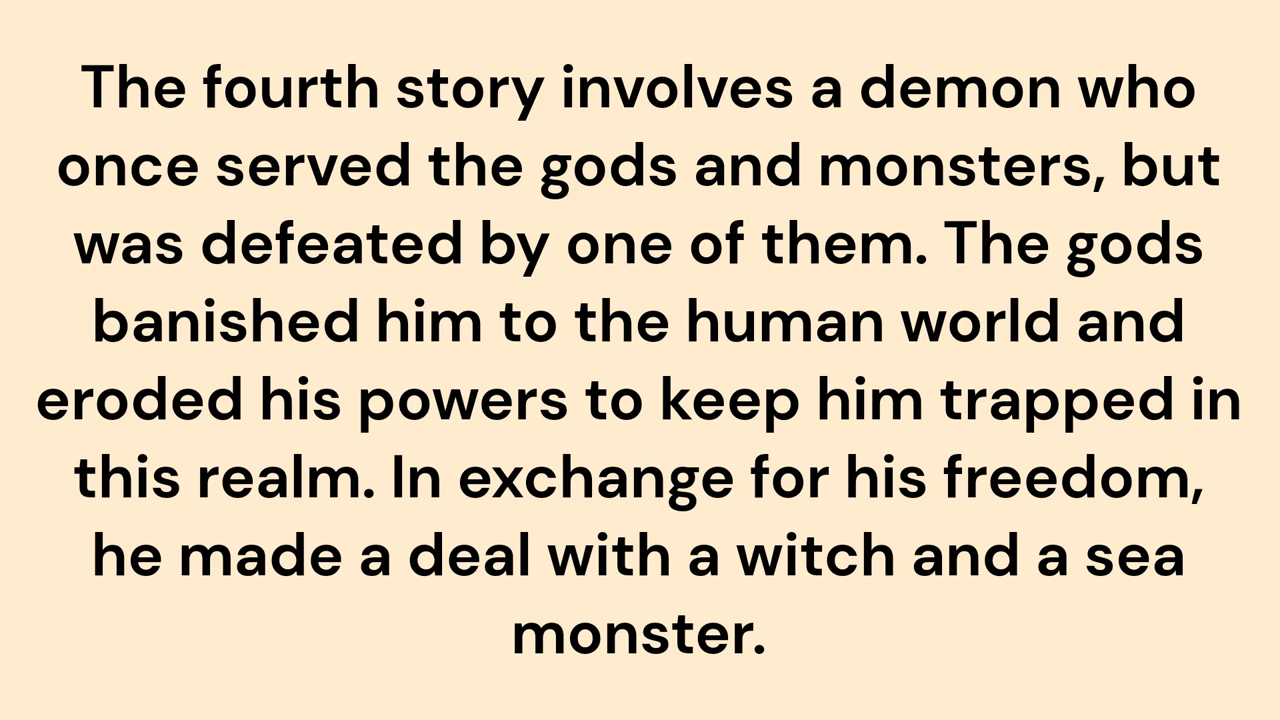 The fourth story involves a demon who
once served the gods and monsters, but
was defeated by one of them. The gods
banished him to the human world and
eroded his powers to keep him trapped in
this realm. In exchange for his freedom,
he made a deal with a witch and a sea
monster.